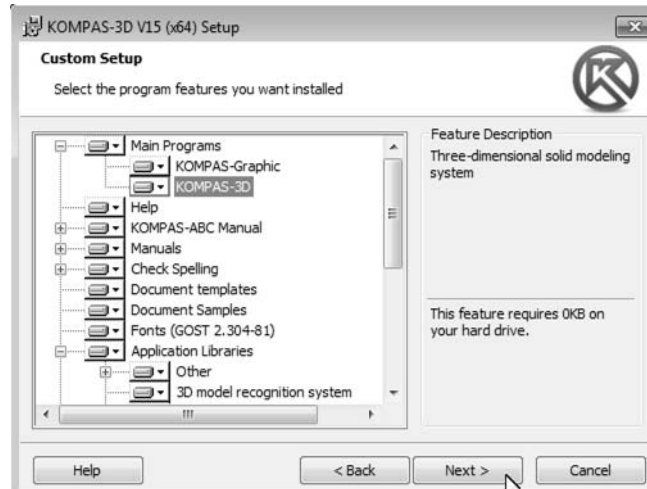 KOMPAS-3D V15 (x64) Setup
Custom Setup
Select the program features you want installed
Main Programs
KOMPAS-Graphic
KOMPAS-3D
Help
KOMPAS-ABC Manual
Manuals
Check Spelling
Document templates
Document Samples
Fonts (GOST 2.304-81)
Application Libraries
Other
3D model recognition system
Feature Description
Three-dimensional solid modeling
system
This feature requires 0KB on
your hard drive.
Help
< Back
Next >
Cancel